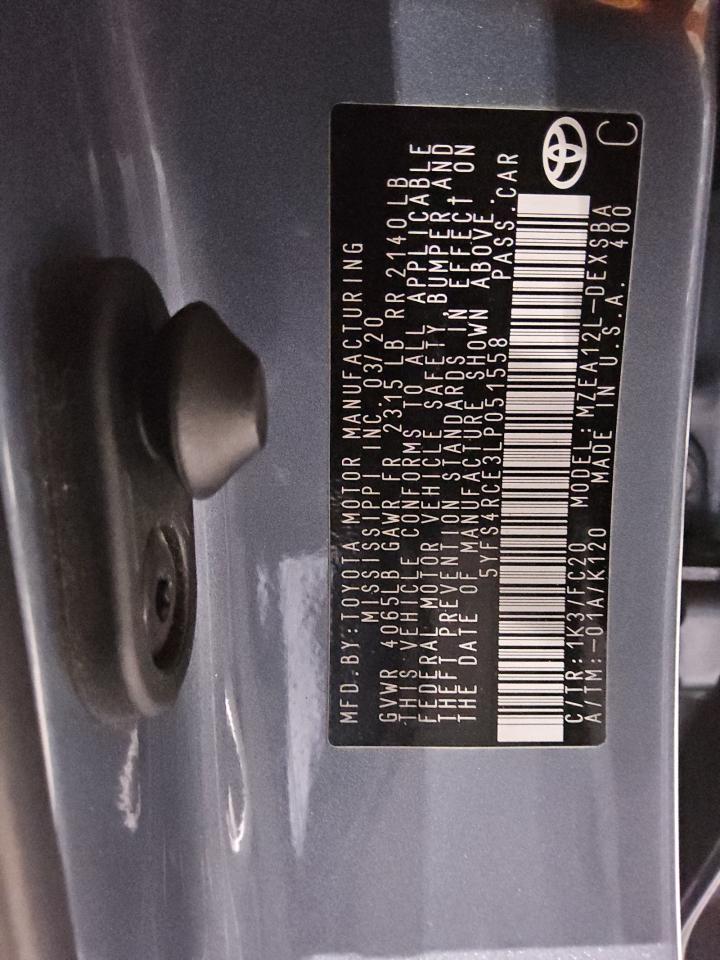 MFD.BY:TOYOTA MOTOR MANUFACTURING
MISSISSIPPI INC. 03/20
GVWR 4065LB GAWR FR 2315 LB RR 2140LB
THIS VEHICLE CONFORMS TO ALL APPLICABLE
FEDERAL MOTOR VEHICLE SAFETY, BUMPER AND
THEFT PREVENTION STANDARDS IN EFFECT ON
THE DATE OF MANUFACTURE SHOWN ABOVE.
5YFS4RCE3LP051558 PASS.CAR
C/TR: 1K3/FC20 MODEL: MZEA12L-DEXSBA
A/TM:-01A/K120 MADE IN U.S.A. 400
C